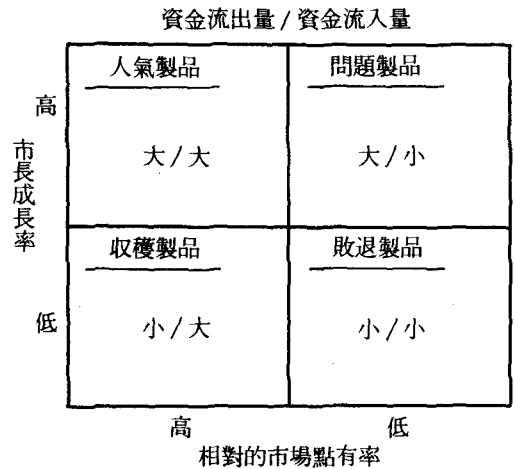 資金流出量/資金流入量
人氣製品
問題製品
高
大/大
大/小
市長成長率
収穫製品
敗退製品
低
小/大
小/小
高
低
相對的市場點有率